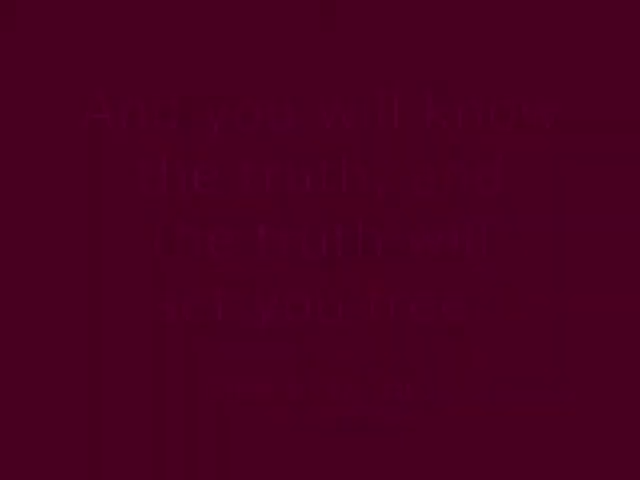 And you will know
the truth, and
the truth will
set you free.